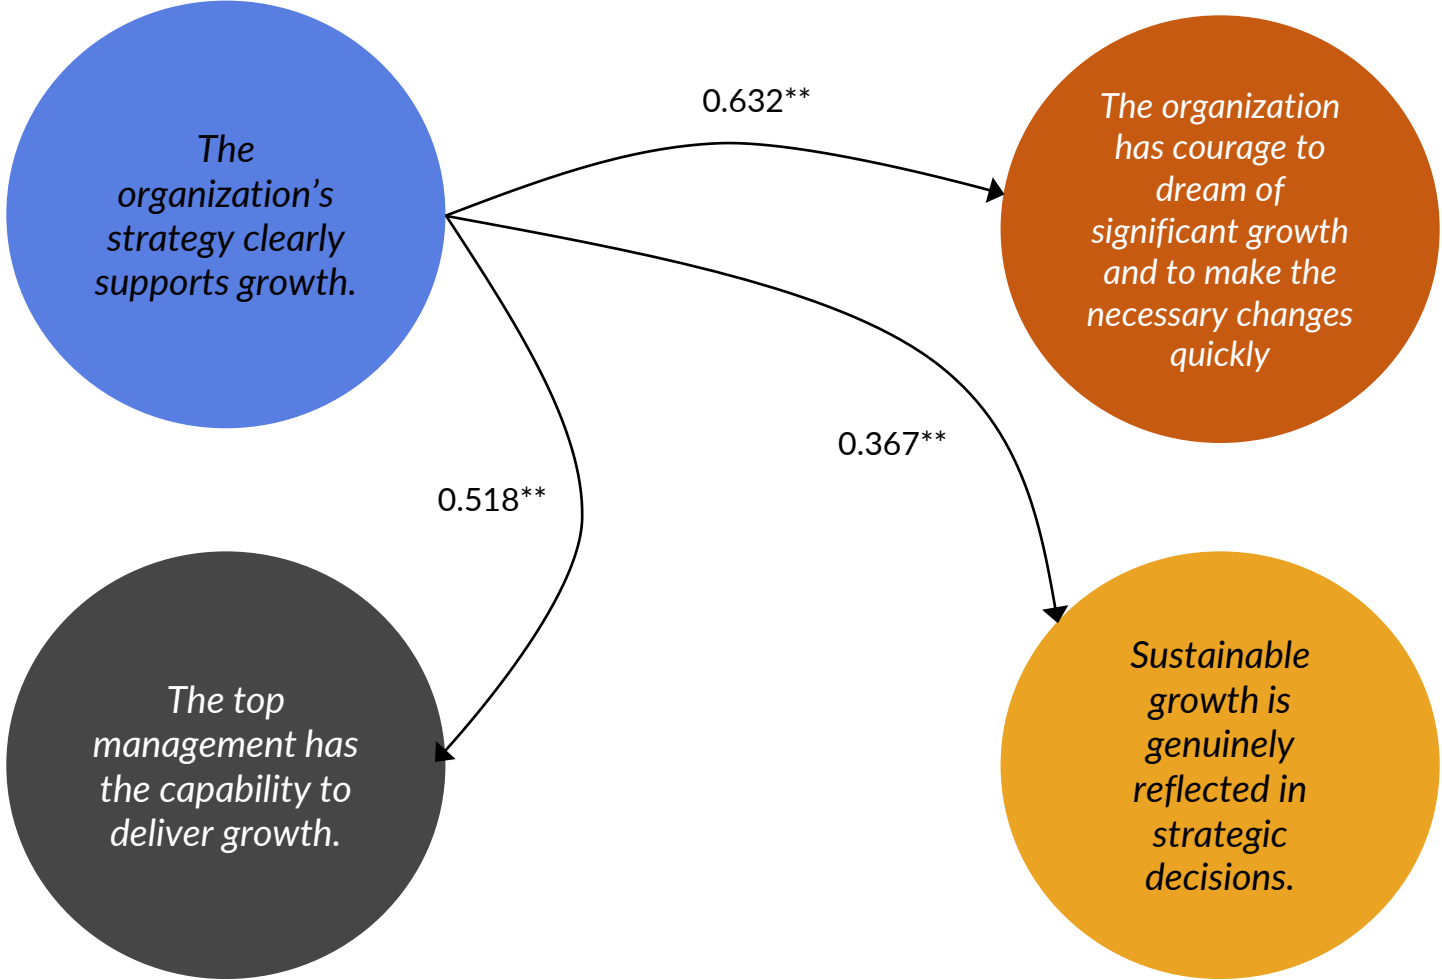 The
organization’s
strategy clearly
supports growth.
0.632**
The organization
has courage to
dream of
significant growth
and to make the
necessary changes
quickly
0.367**
0.518**
The top
management has
the capability to
deliver growth.
Sustainable
growth is
genuinely
reflected in
strategic
decisions.